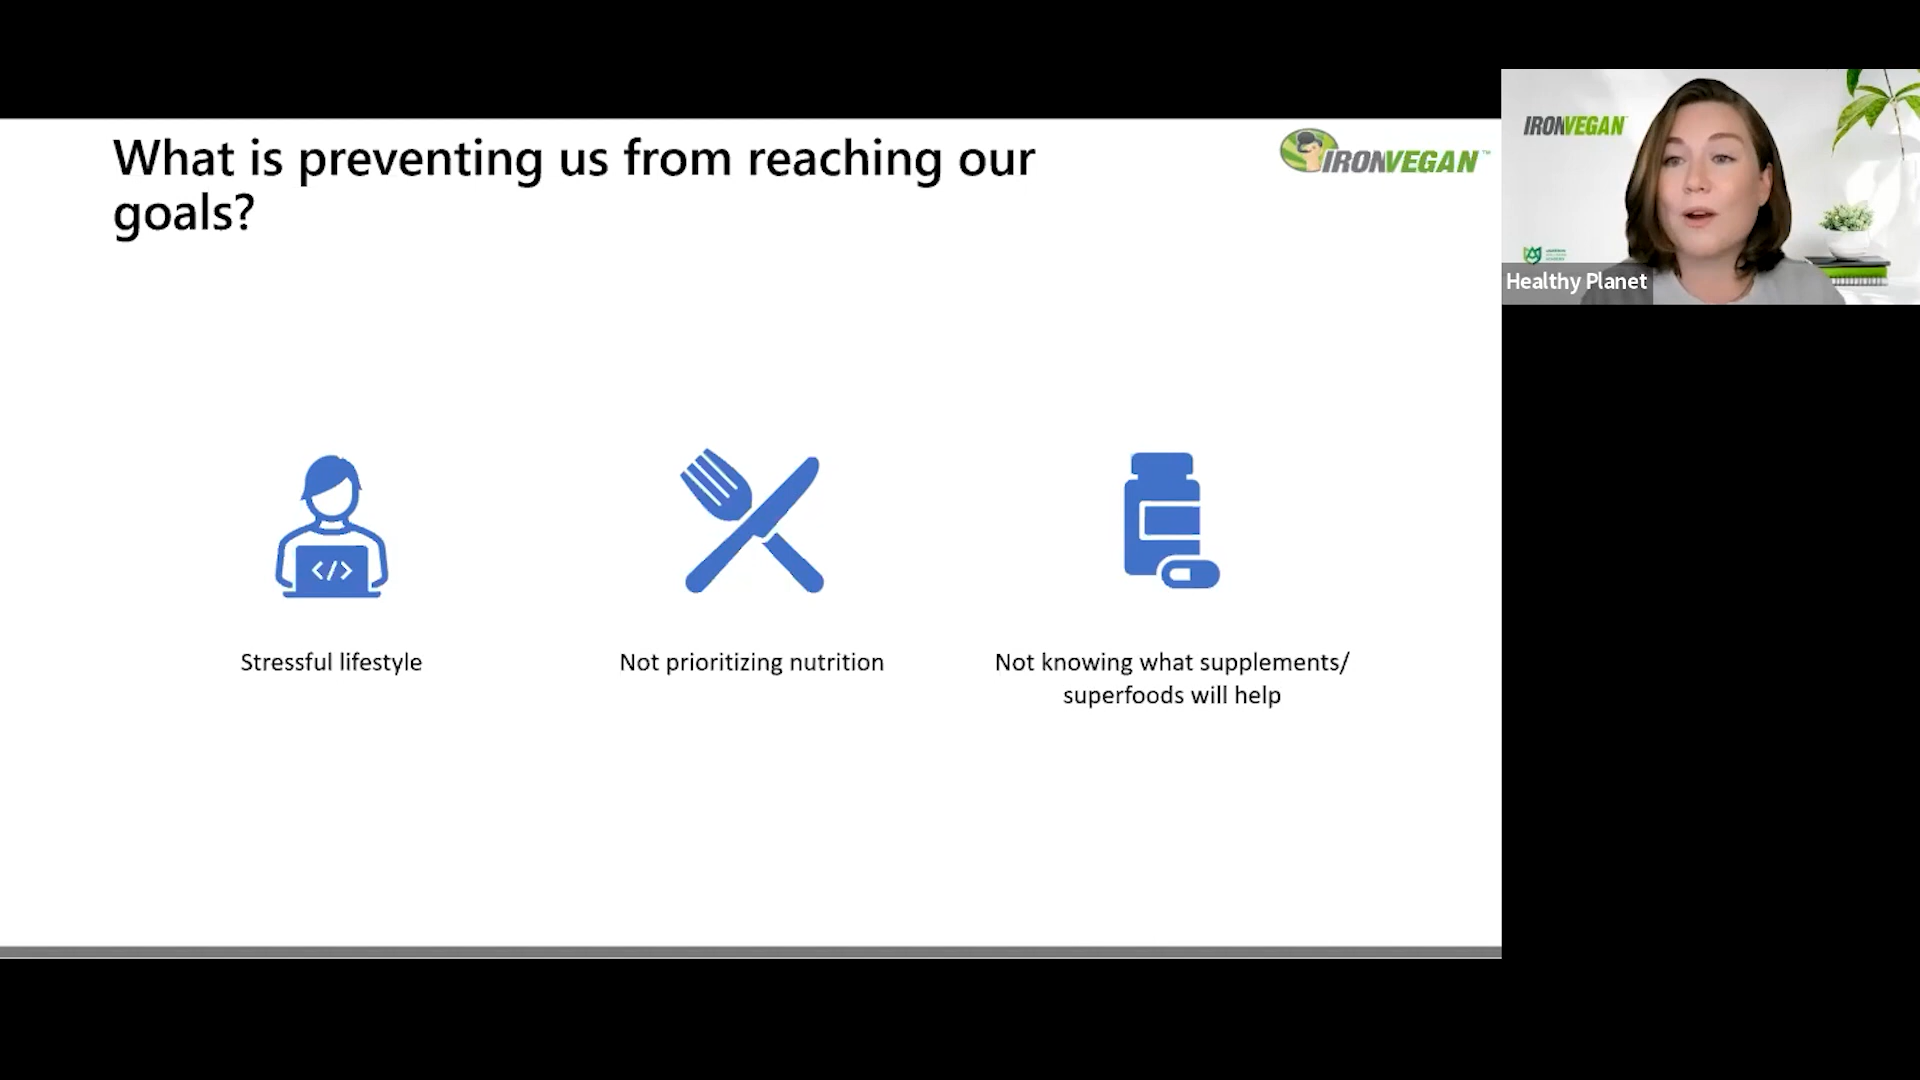 What is preventing us from reaching our
goals?
IRONVEGAN™
</>
Stressful lifestyle
Not prioritizing nutrition
Not knowing what supplements/
superfoods will help
IRONVEGAN
Healthy Planet